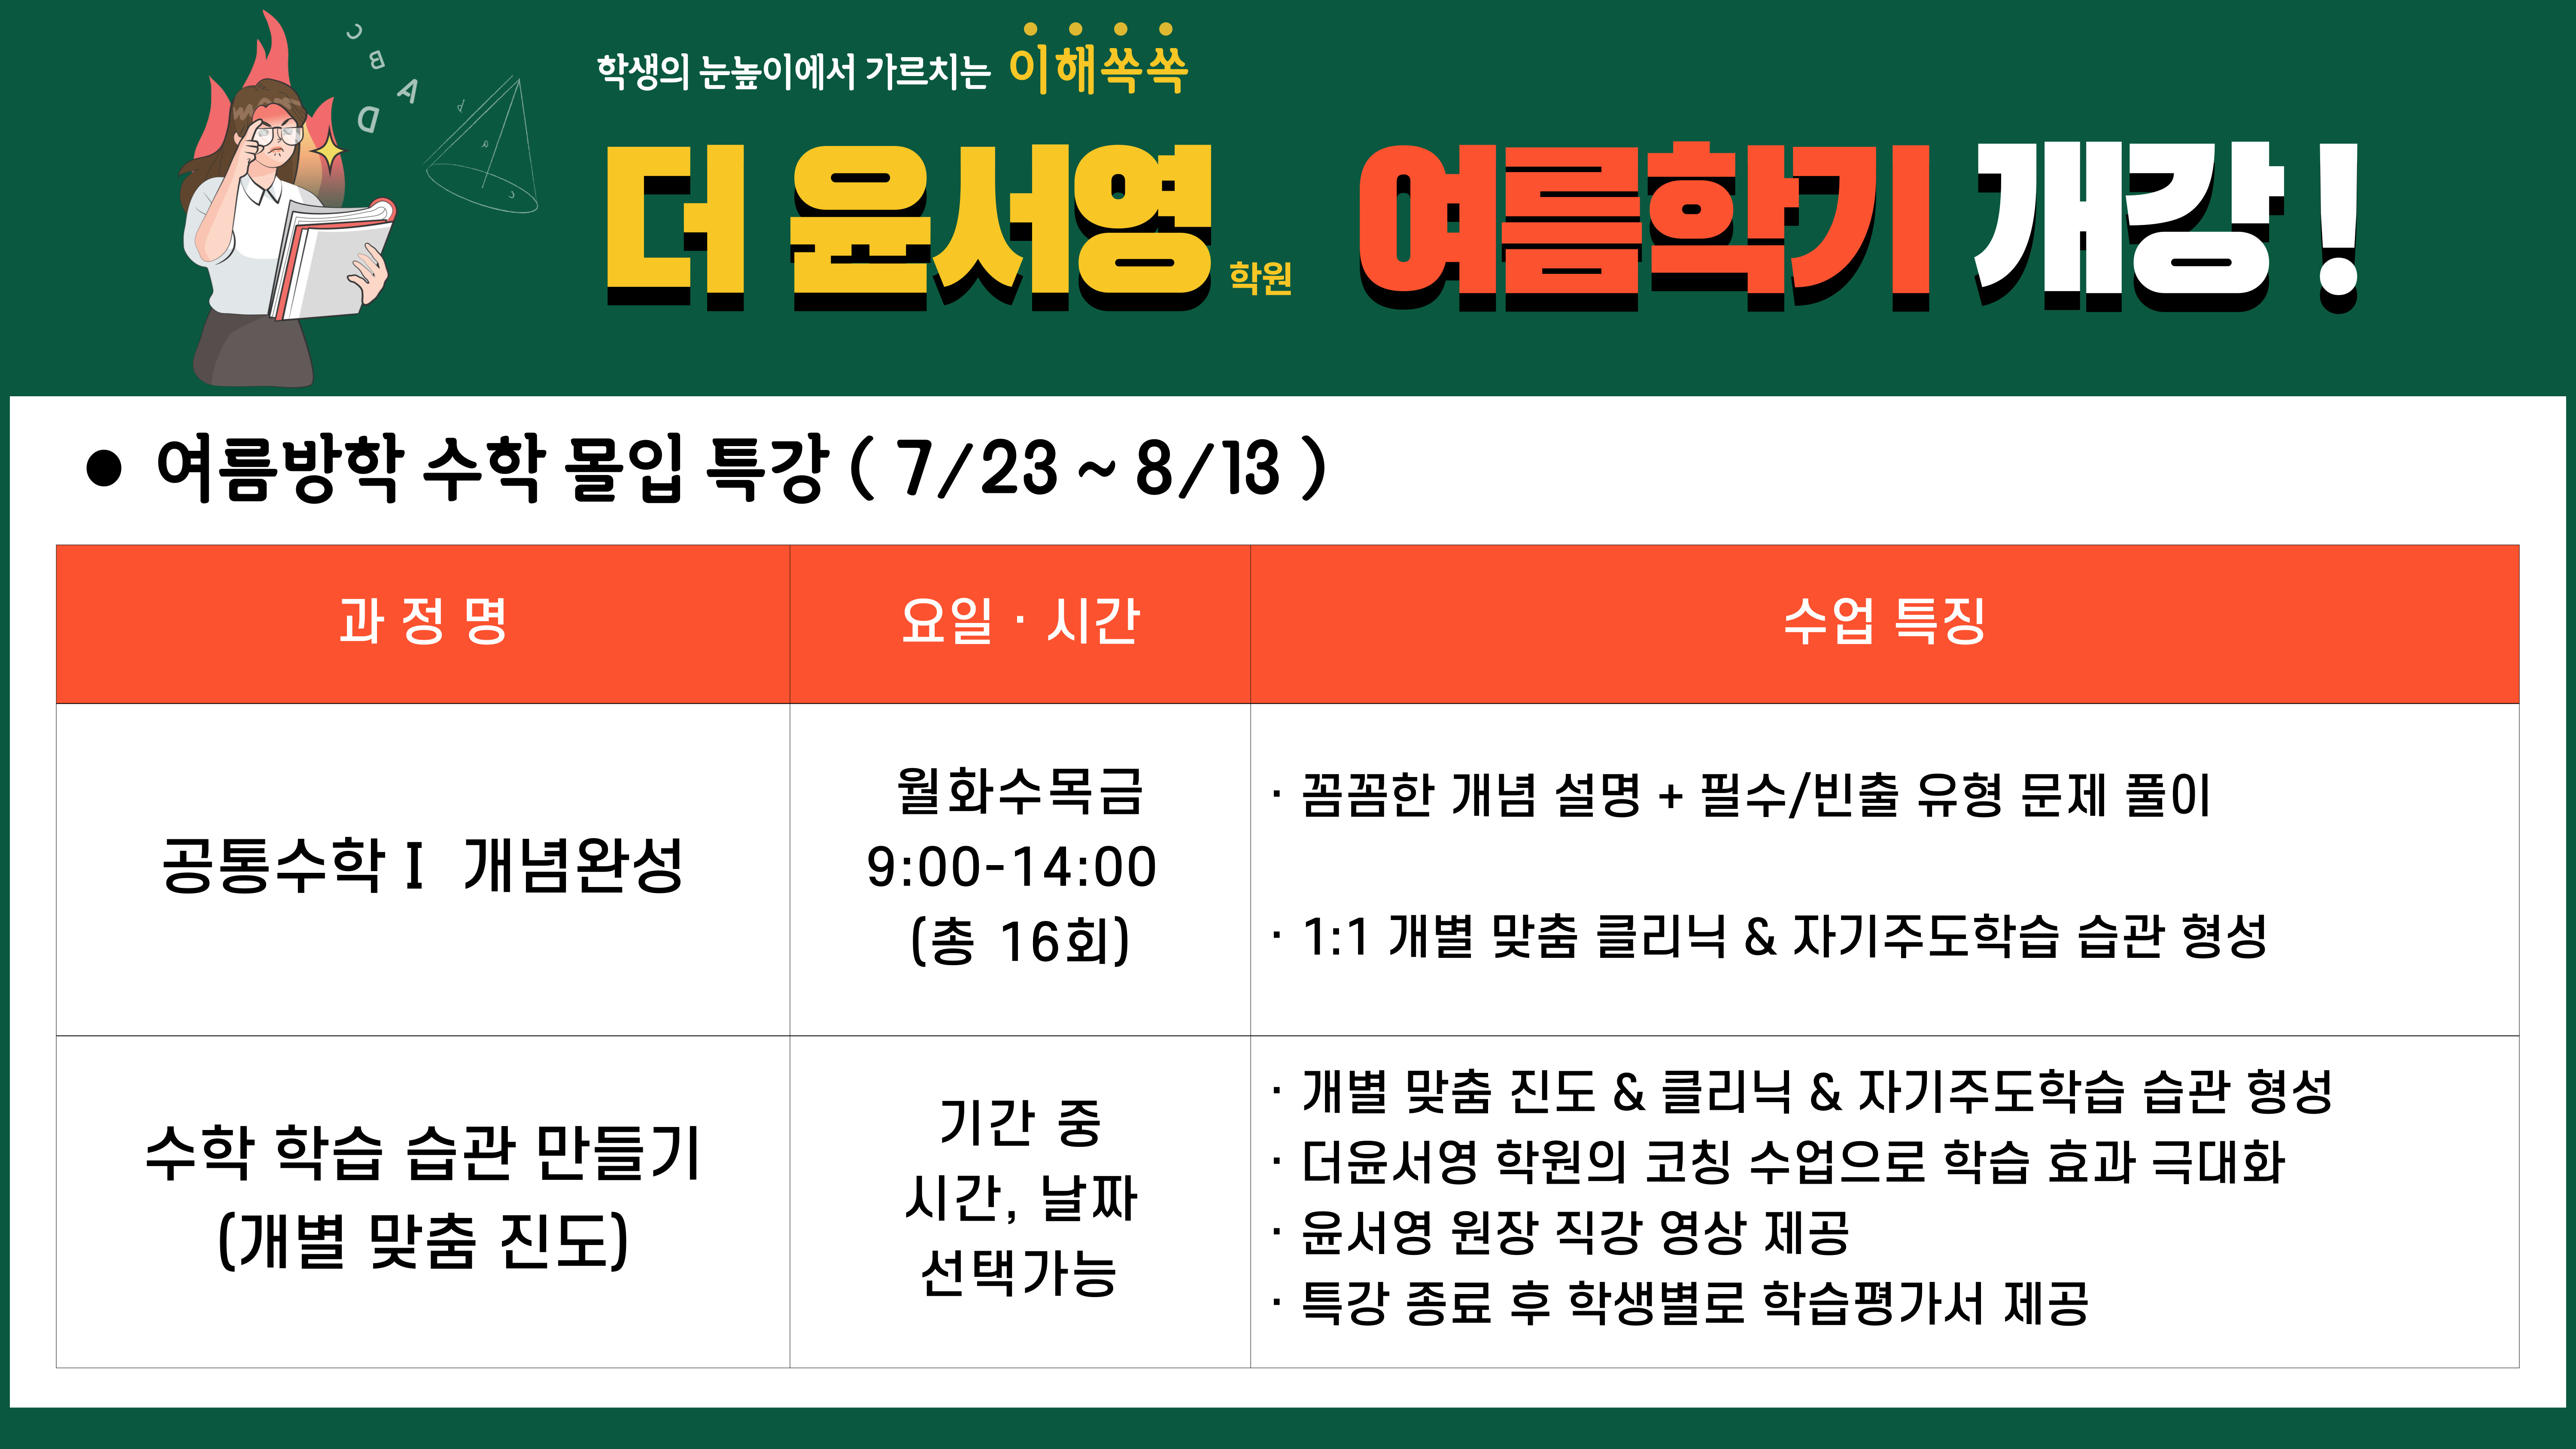 학생의 눈높이에서 가르치는 이해쏙쏙
더 윤서영 학원 여름학기 개강 !
● 여름방학 수학 몰입 특강 ( 7/23 ~ 8/13 )
과 정 명
요일 · 시간
수업 특징
공통수학Ⅰ 개념완성
월화수목금
9:00-14:00
(총 16회)
· 꼼꼼한 개념 설명 + 필수/빈출 유형 문제 풀이
· 1:1 개별 맞춤 클리닉 & 자기주도학습 습관 형성
수학 학습 습관 만들기
(개별 맞춤 진도)
기간 중
시간, 날짜
선택가능
· 개별 맞춤 진도 & 클리닉 & 자기주도학습 습관 형성
· 더윤서영 학원의 코칭 수업으로 학습 효과 극대화
· 윤서영 원장 직강 영상 제공
· 특강 종료 후 학생별로 학습평가서 제공